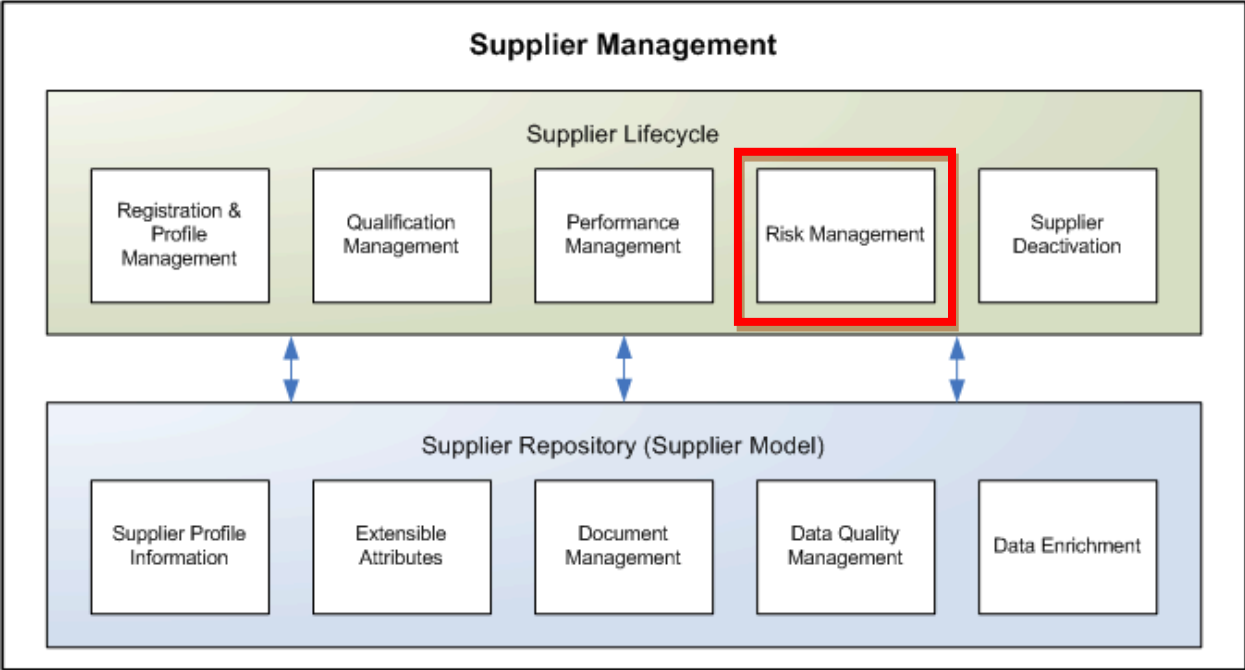 Supplier Management
Supplier Lifecycle
Registration &
Profile
Management
Qualification
Management
Performance
Management
Risk Management
Supplier
Deactivation
Supplier Repository (Supplier Model)
Supplier Profile
Information
Extensible
Attributes
Document
Management
Data Quality
Management
Data Enrichment